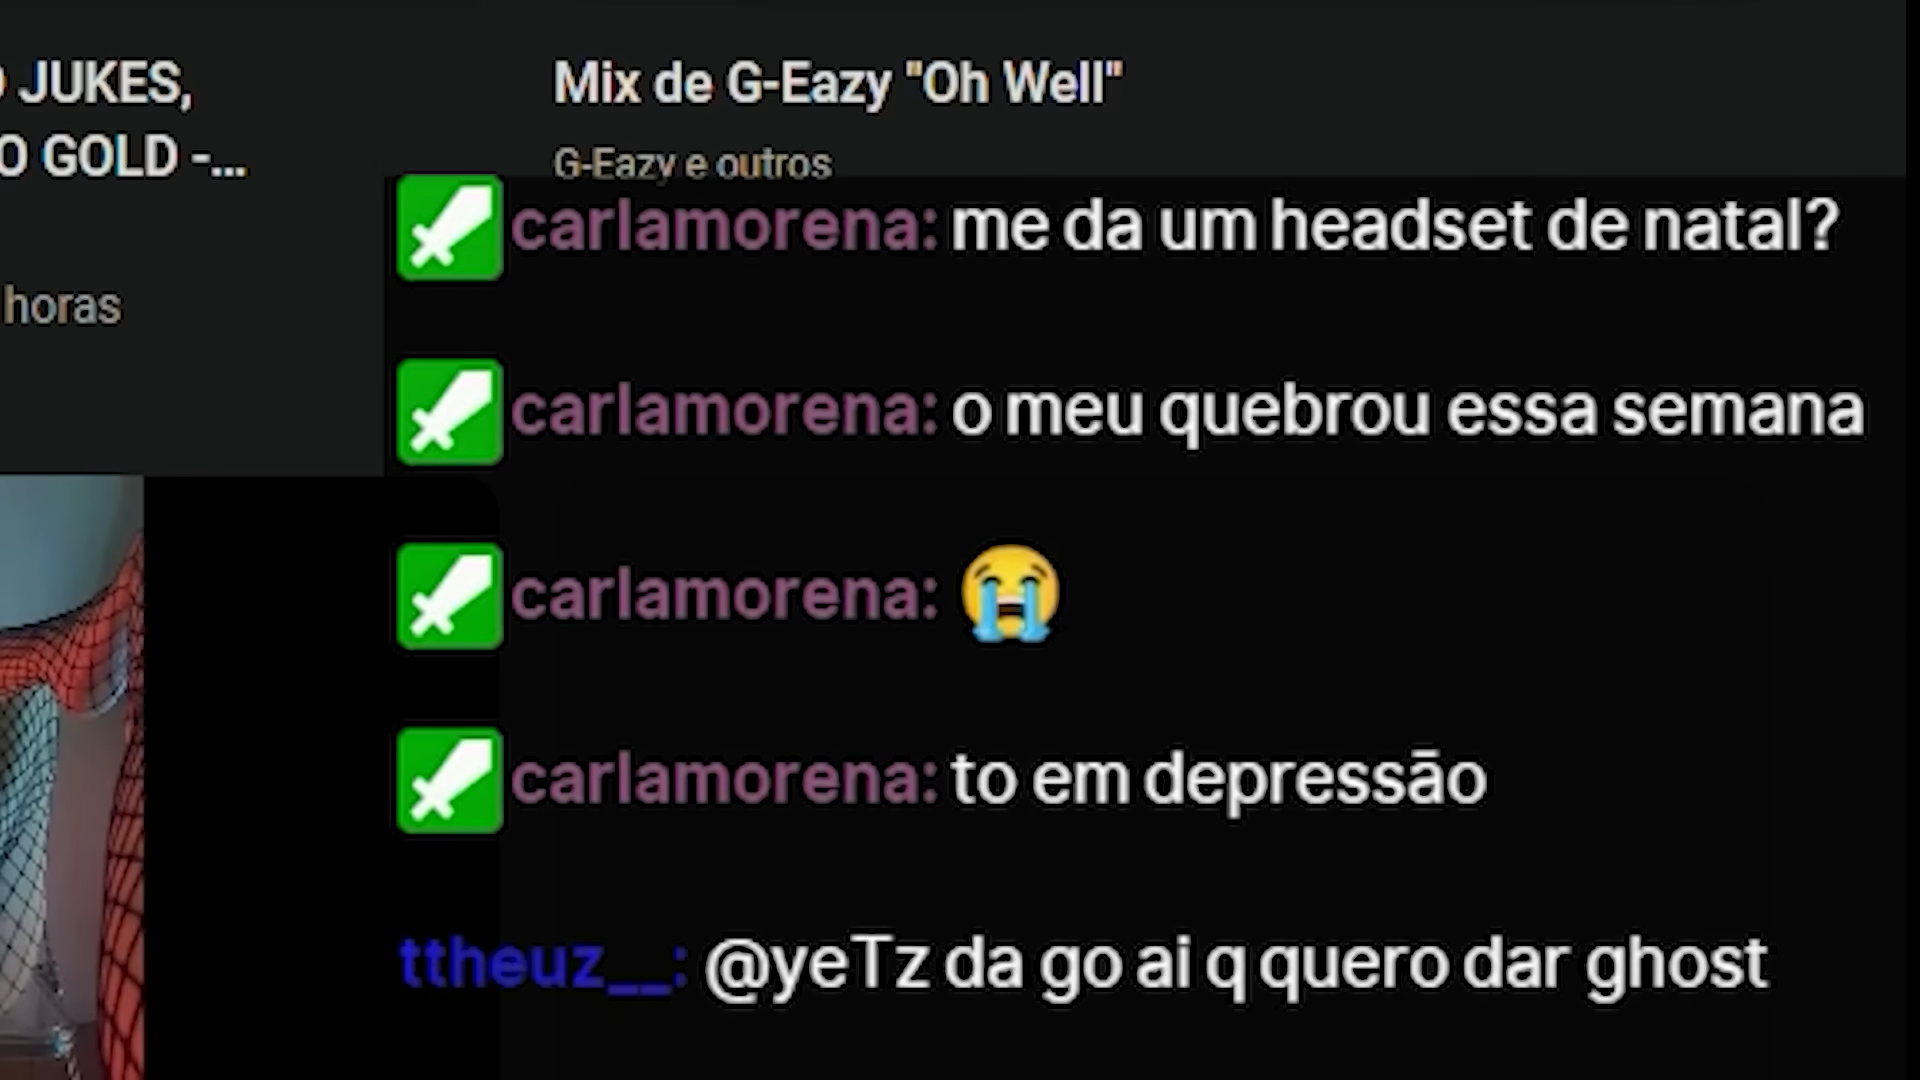 JUKES,
O GOLD -...
horas
Mix de G-Eazy "Oh Well"
G-Eazy e outros
carlamorena: me da um headset de natal?
carlamorena: o meu quebrou essa semana
carlamorena: 😭
carlamorena: to em depressão
ttheuz__: @yeTz da go ai q quero dar ghost